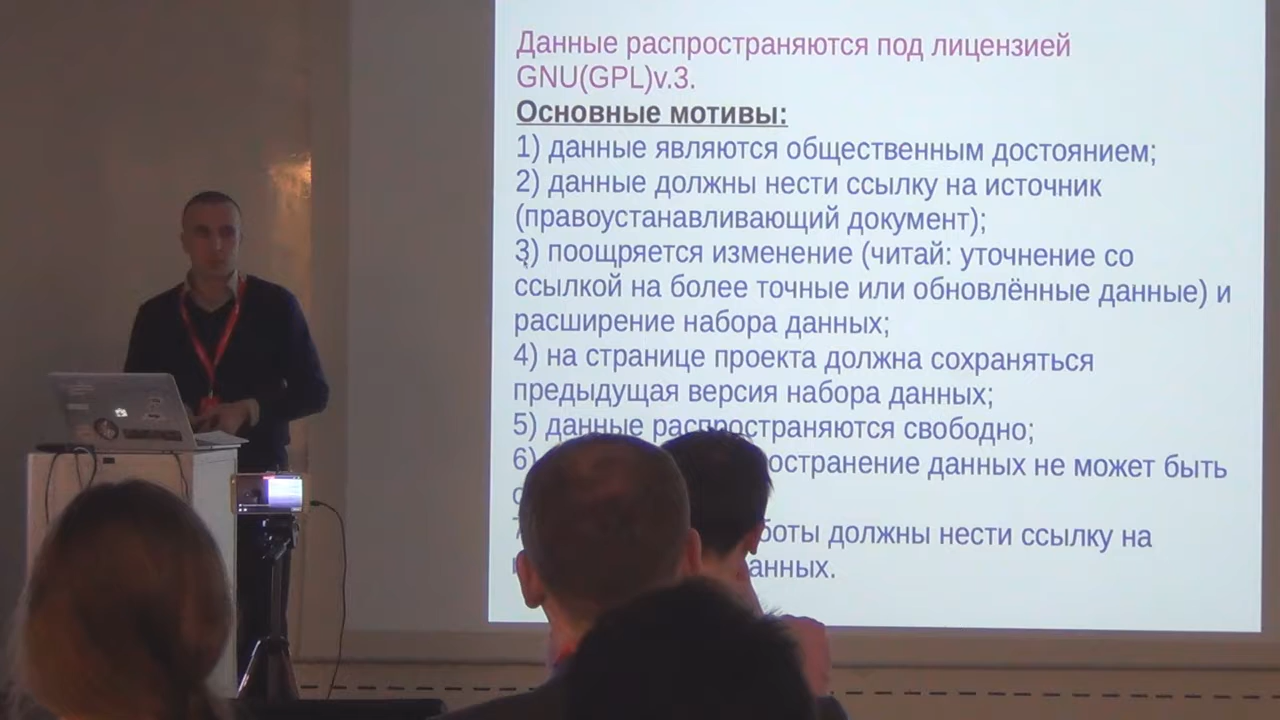 Данные распространяются под лицензией
GNU(GPL)v.3.
Основные мотивы:
1) данные являются общественным достоянием;
2) данные должны нести ссылку на источник
(правоустанавливающий документ);
3) поощряется изменение (читай: уточнение со
ссылкой на более точные или обновлённые данные) и
расширение набора данных;
4) на странице проекта должна сохраняться
предыдущая версия набора данных;
5) данные распространяются свободно;
6) данных не может быть
должны нести ссылку на